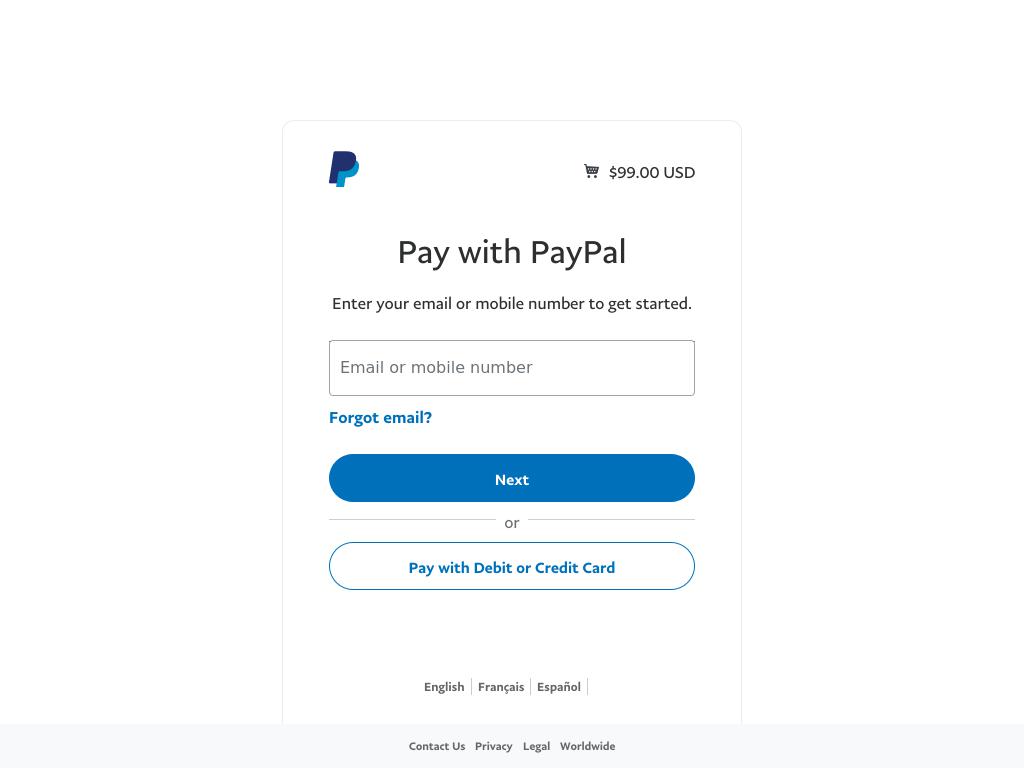 $99.00 USD
Pay with PayPal
Enter your email or mobile number to get started.
Email or mobile number
Forgot email?
Next
or
Pay with Debit or Credit Card
English Français Español
Contact Us Privacy Legal Worldwide